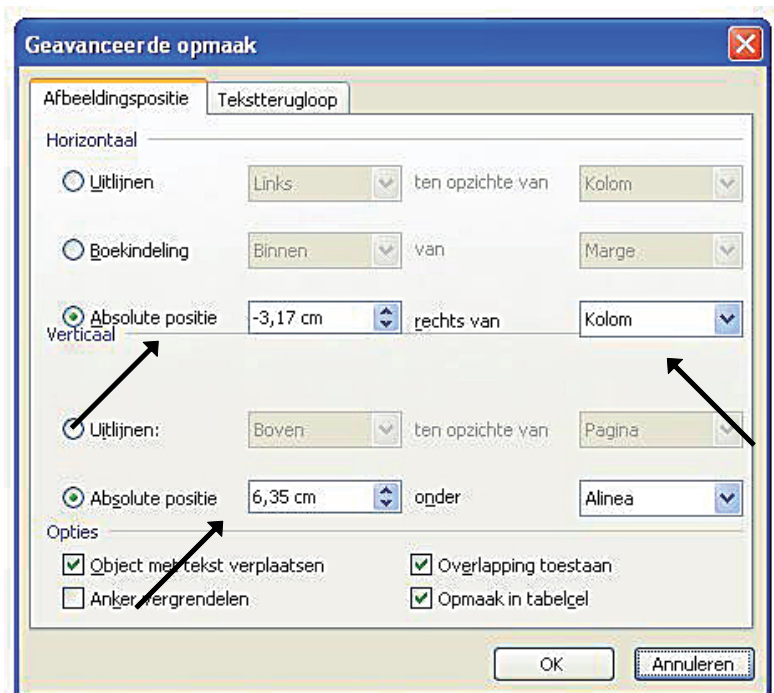 Geavanceerde opmaak
Afbeeldingspositie Tekstterugloop
Horizontaal
Uitlijnen Links ten opzichte van Kolom
Boekindeling Binnen van Marge
Absolute positie -3,17 cm rechts van Kolom
Verticaal
Uitlijnen: Boven ten opzichte van Pagina
Absolute positie 6,35 cm onder Alinea
Opties
Object met tekst verplaatsen Overlapping toestaan
Anker vergrendelen Opmaak in tabelcel
OK Annuleren